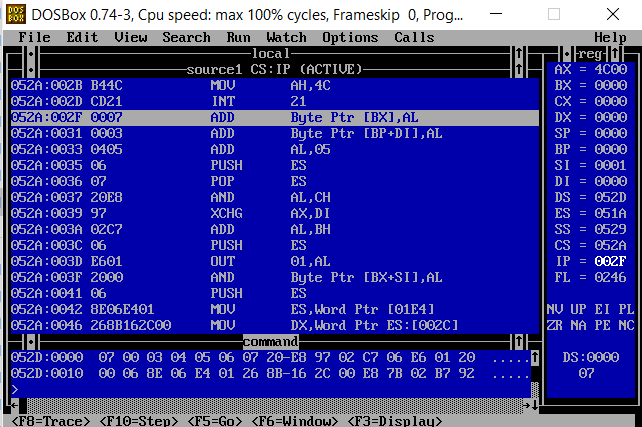 DOSBox 0.74-3, Cpu speed: max 100% cycles, Frameskip 0, Prog...
File Edit View Search Run Watch Options Calls Help
local
source1 CS:IP (ACTIVE)
052A:002B B44C MOV AH,4C
052A:002D CD21 INT 21
052A:002F 0007 ADD Byte Ptr [BX],AL
052A:0031 0003 ADD Byte Ptr [BP+DI],AL
052A:0033 0405 ADD AL,05
052A:0035 06 PUSH ES
052A:0036 07 POP ES
052A:0037 20E8 AND AL,CH
052A:0039 97 XCHG AX,DI
052A:003A 02C7 ADD AL,BH
052A:003C 06 PUSH ES
052A:003D E601 OUT 01,AL
052A:003F 2000 AND Byte Ptr [BX+SI],AL
052A:0041 06 PUSH ES
052A:0042 8E06E401 MOV ES,Word Ptr [01E4]
052A:0046 268B162C00 MOV DX,Word Ptr ES:[002C]
command
052D:0000 07 00 03 04 05 06 07 20-E8 97 02 C7 06 E6 01 20 .....
052D:0010 00 06 8E 06 E4 01 26 8B-16 2C 00 E8 7B 02 B7 92 .....
>
reg
AX = 4C00
BX = 0000
CX = 0000
DX = 0000
SP = 0000
BP = 0000
SI = 0001
DI = 0000
DS = 052D
ES = 051A
SS = 0529
CS = 052A
IP = 002F
FL = 0246
NV UP EI PL
ZR NA PE NC
DS:0000
07
<F8=Trace> <F10=Step> <F5=Go> <F6=Window> <F3=Display>